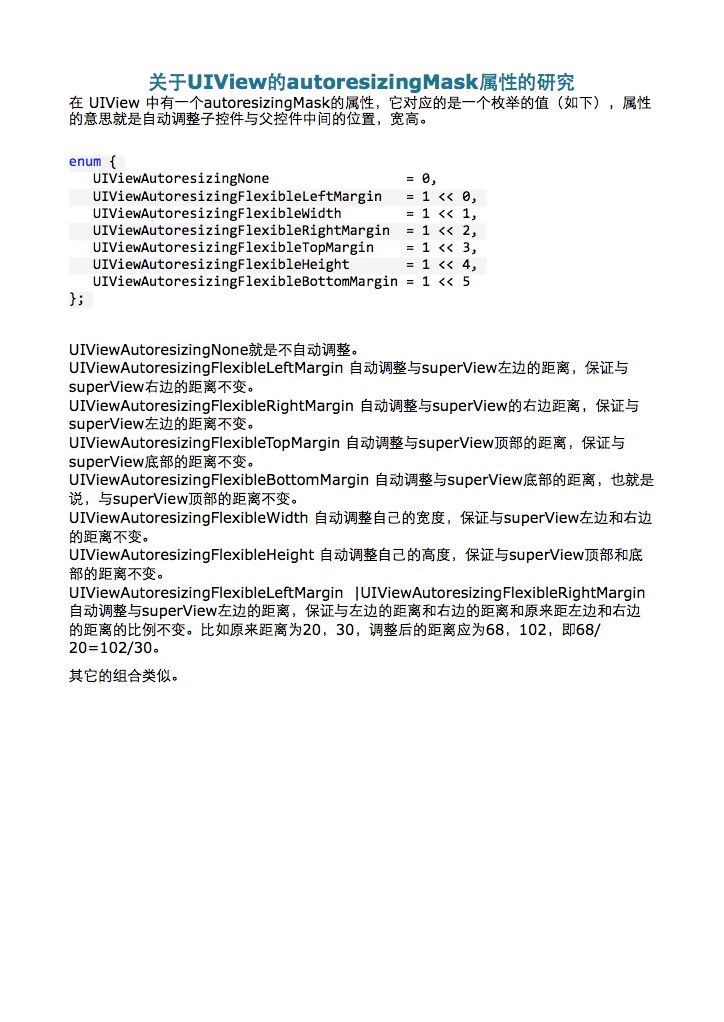 关于UIView的autoresizingMask属性的研究
在 UIView 中有一个autoresizingMask的属性，它对应的是一个枚举的值（如下），属性
的意思就是自动调整子控件与父控件中间的位置，宽高。
enum {
   UIViewAutoresizingNone                 = 0,
   UIViewAutoresizingFlexibleLeftMargin   = 1 << 0,
   UIViewAutoresizingFlexibleWidth        = 1 << 1,
   UIViewAutoresizingFlexibleRightMargin  = 1 << 2,
   UIViewAutoresizingFlexibleTopMargin    = 1 << 3,
   UIViewAutoresizingFlexibleHeight       = 1 << 4,
   UIViewAutoresizingFlexibleBottomMargin = 1 << 5
};
UIViewAutoresizingNone就是不自动调整。
UIViewAutoresizingFlexibleLeftMargin 自动调整与superView左边的距离，保证与
superView右边的距离不变。
UIViewAutoresizingFlexibleRightMargin 自动调整与superView的右边距离，保证与
superView左边的距离不变。
UIViewAutoresizingFlexibleTopMargin 自动调整与superView顶部的距离，保证与
superView底部的距离不变。
UIViewAutoresizingFlexibleBottomMargin 自动调整与superView底部的距离，也就是
说，与superView顶部的距离不变。
UIViewAutoresizingFlexibleWidth 自动调整自己的宽度，保证与superView左边和右边
的距离不变。
UIViewAutoresizingFlexibleHeight 自动调整自己的高度，保证与superView顶部和底
部的距离不变。
UIViewAutoresizingFlexibleLeftMargin  |UIViewAutoresizingFlexibleRightMargin
自动调整与superView左边的距离，保证与左边的距离和右边的距离和原来距左边和右边
的距离的比例不变。比如原来距离为20，30，调整后的距离应为68，102，即68/
20=102/30。
其它的组合类似。